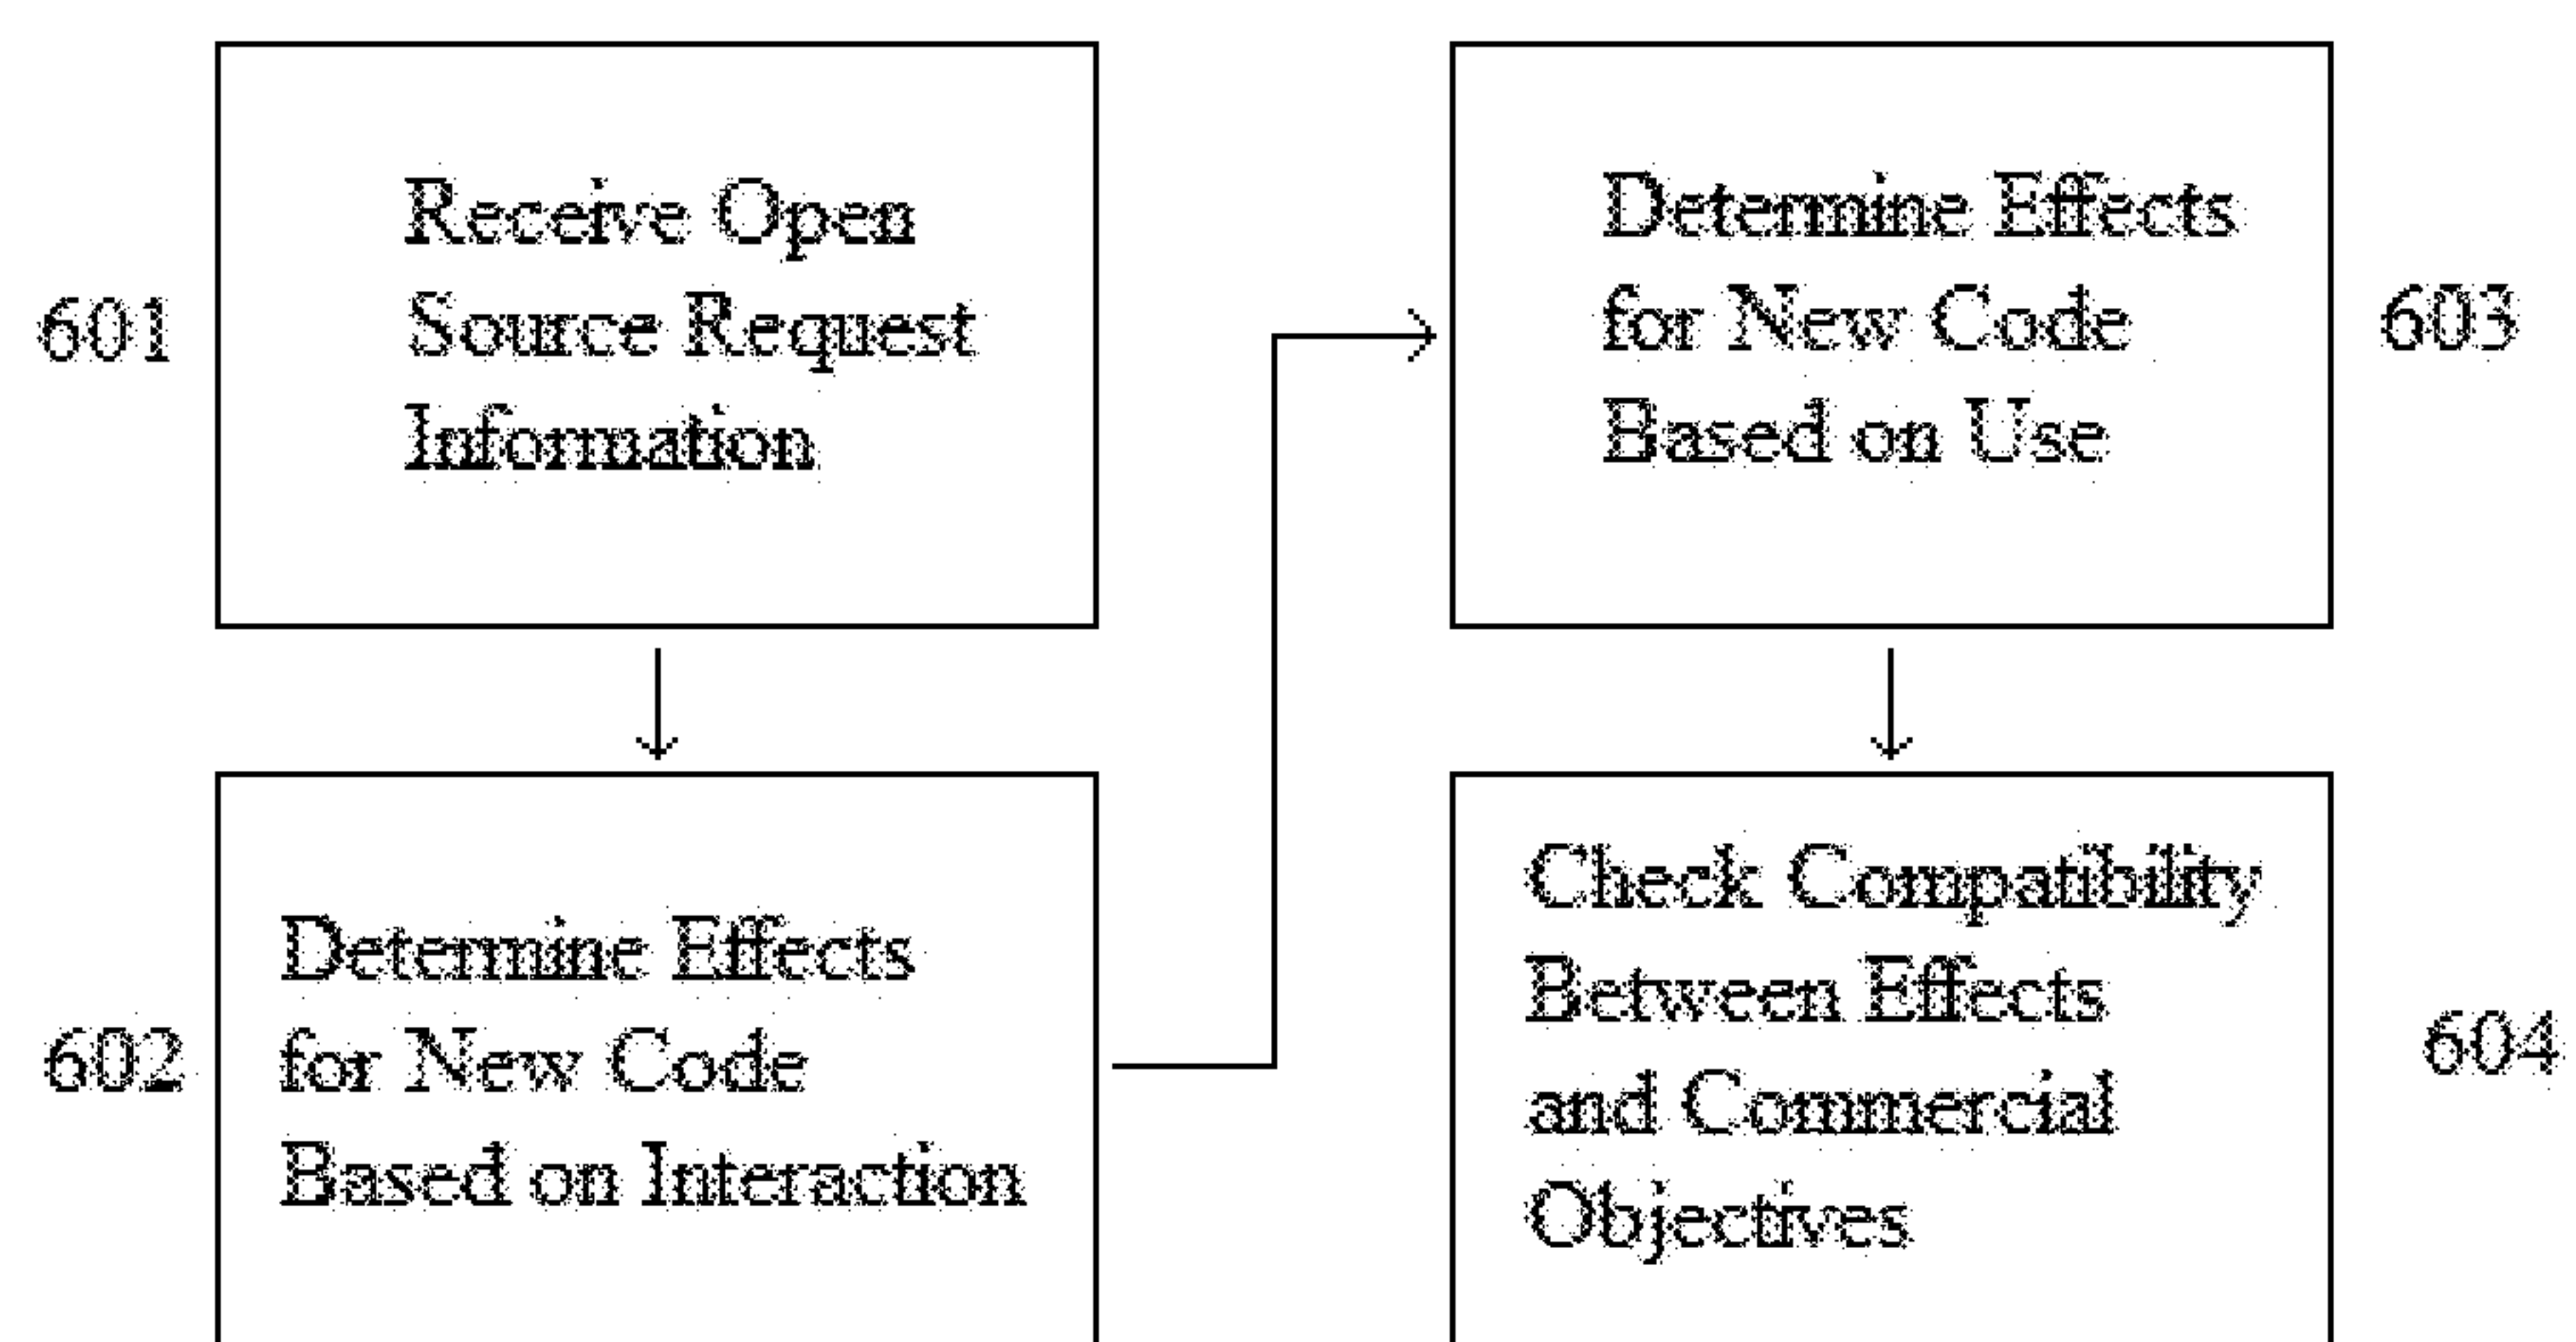 601
Receive Open
Source Request
Information
602
Determine Effects
for New Code
Based on Interaction
Determine Effects
for New Code
Based on Use
603
Check Compatibility
Between Effects
and Commercial
Objectives
604